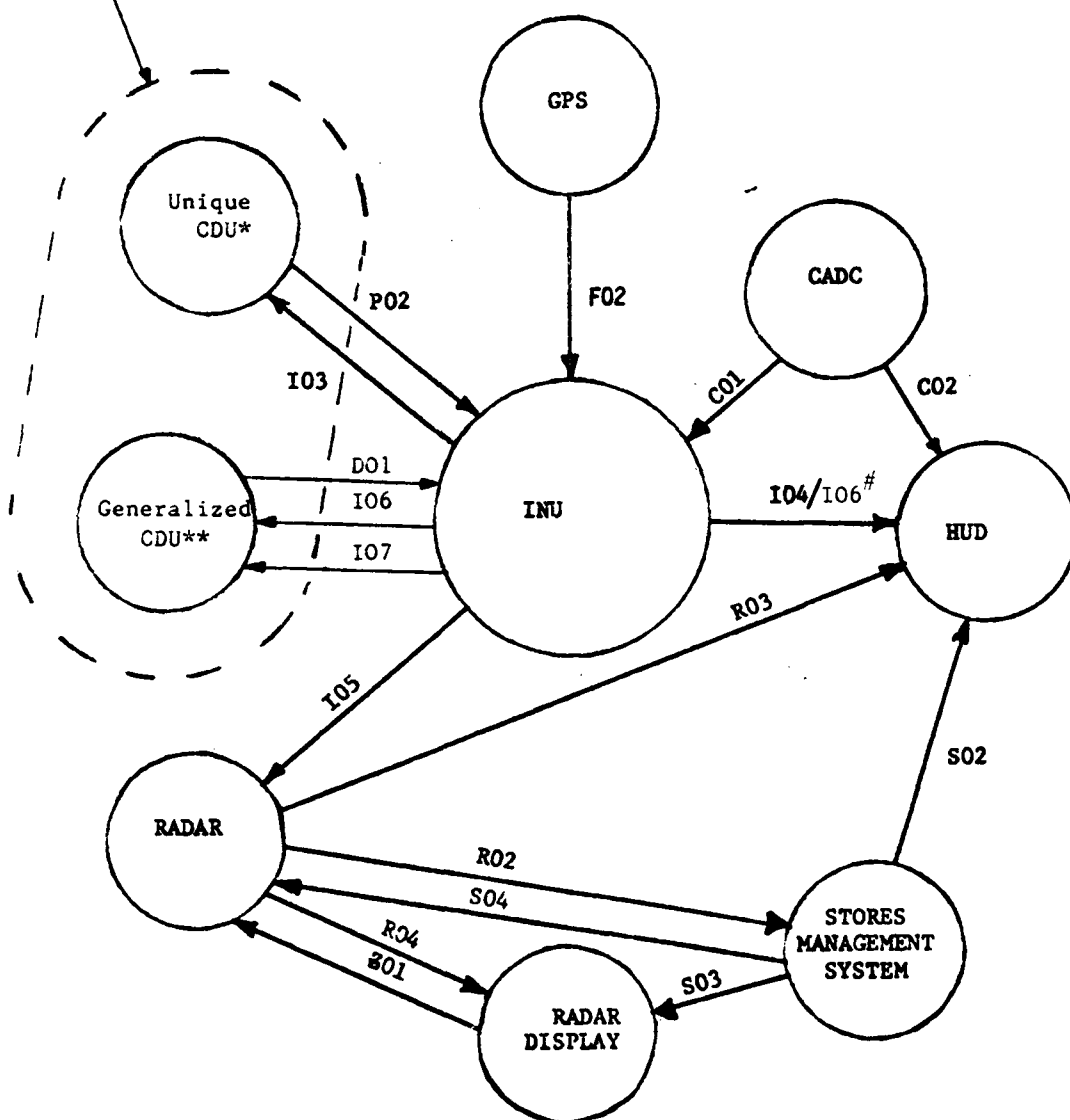 GPS
Unique
CDU*
CADC
P02
F02
I03
C01
C02
D01
I06
I07
Generalized
CDU**
INU
I04/I06#
HUD
R03
I05
S02
RADAR
R02
S04
R04
S03
STORES
MANAGEMENT
SYSTEM
RADAR
DISPLAY